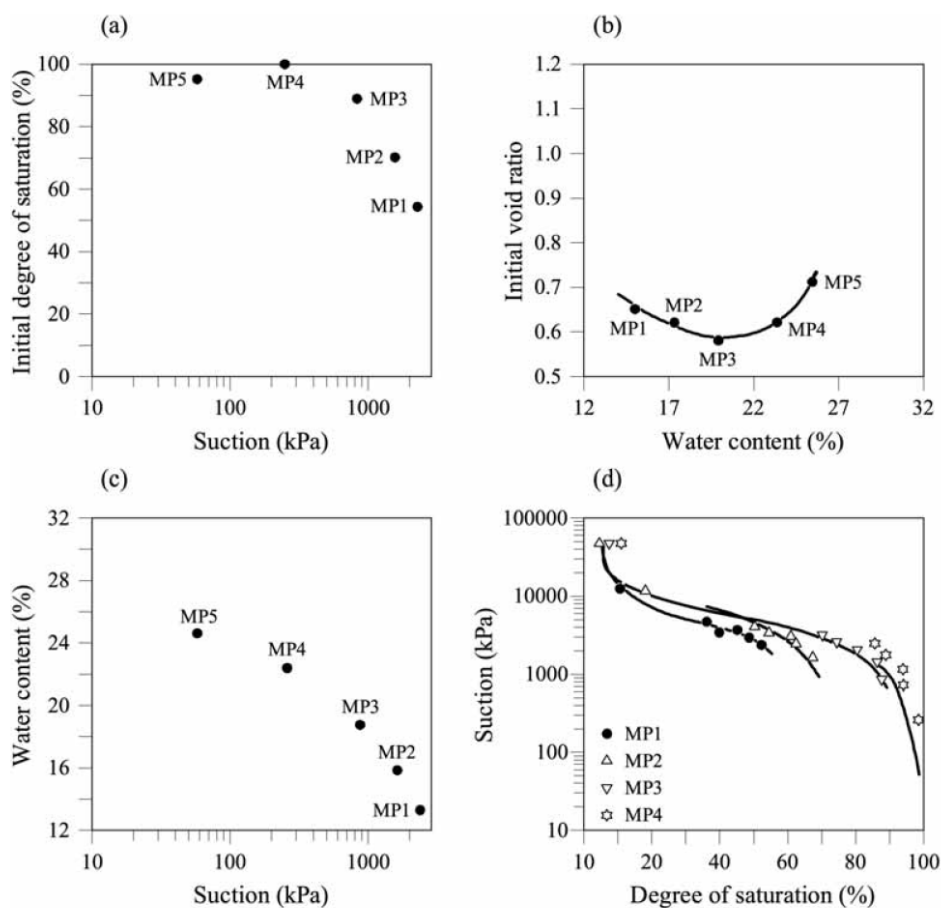 (a)
100
80
60
40
20
0
Initial degree of saturation (%)
MP5
MP4
MP3
MP2
MP1
10 100 1000
Suction (kPa)
(b)
1.2
1.1
1.0
0.9
0.8
0.7
0.6
0.5
Initial void ratio
MP1
MP2
MP3
MP4
MP5
12 17 22 27 32
Water content (%)
(c)
32
28
24
20
16
12
Water content (%)
MP5
MP4
MP3
MP2
MP1
10 100 1000
Suction (kPa)
(d)
100000
10000
1000
100
10
Suction (kPa)
MP1
MP2
MP3
MP4
10 20 40 60 80 100
Degree of saturation (%)